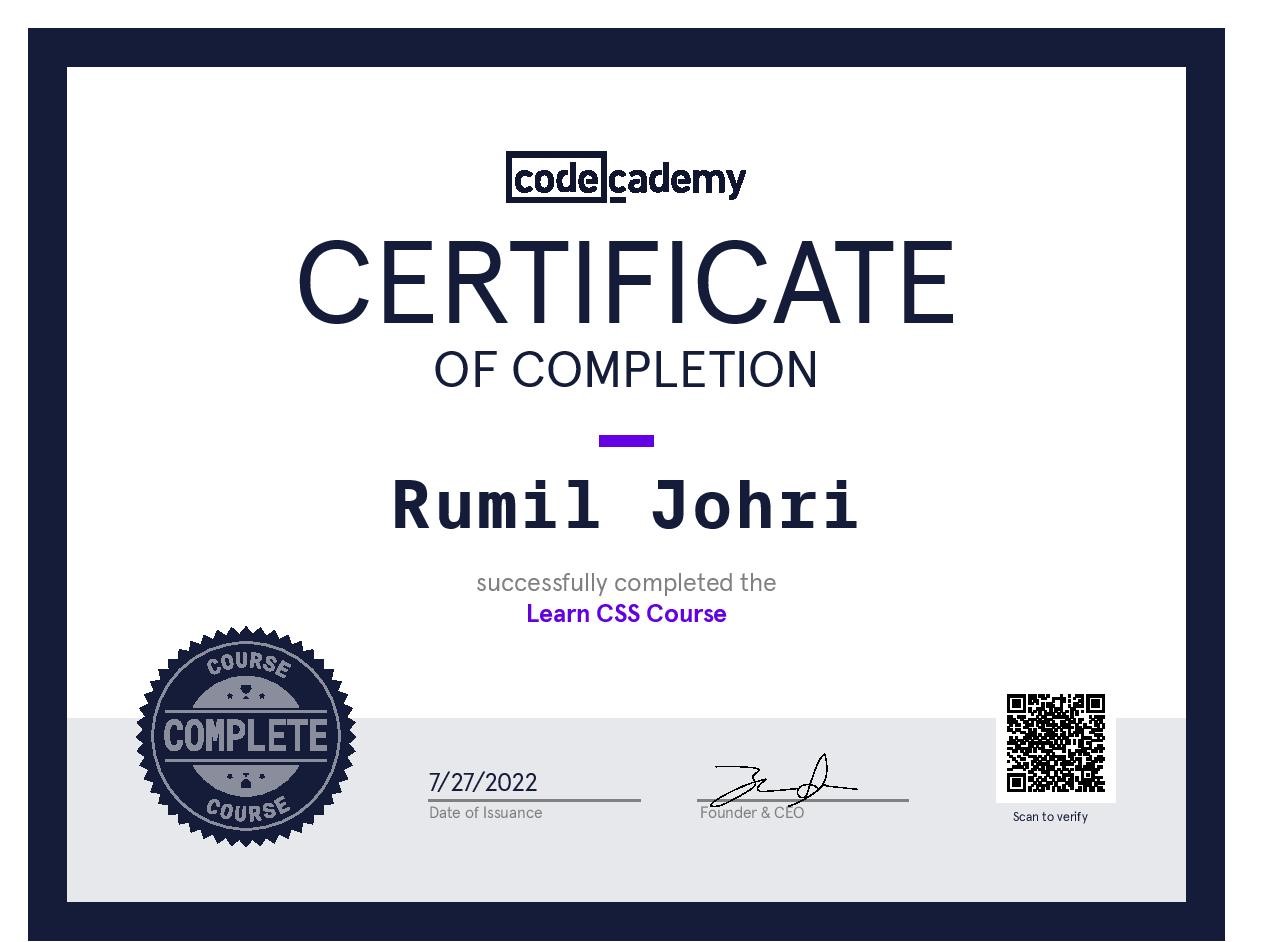 codecademy
CERTIFICATE
OF COMPLETION
Rumil Johri
successfully completed the
Learn CSS Course
COURSE
COMPLETE
COURSE
7/27/2022
Date of Issuance
Founder & CEO
Scan to verify